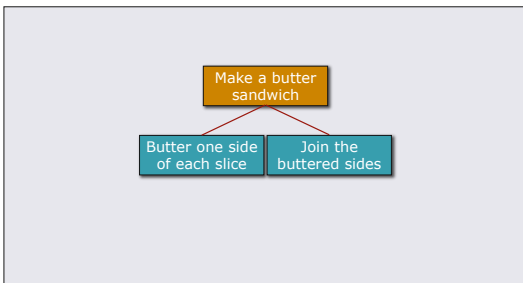 Make a butter
sandwich
Butter one side
of each slice
Join the
buttered sides